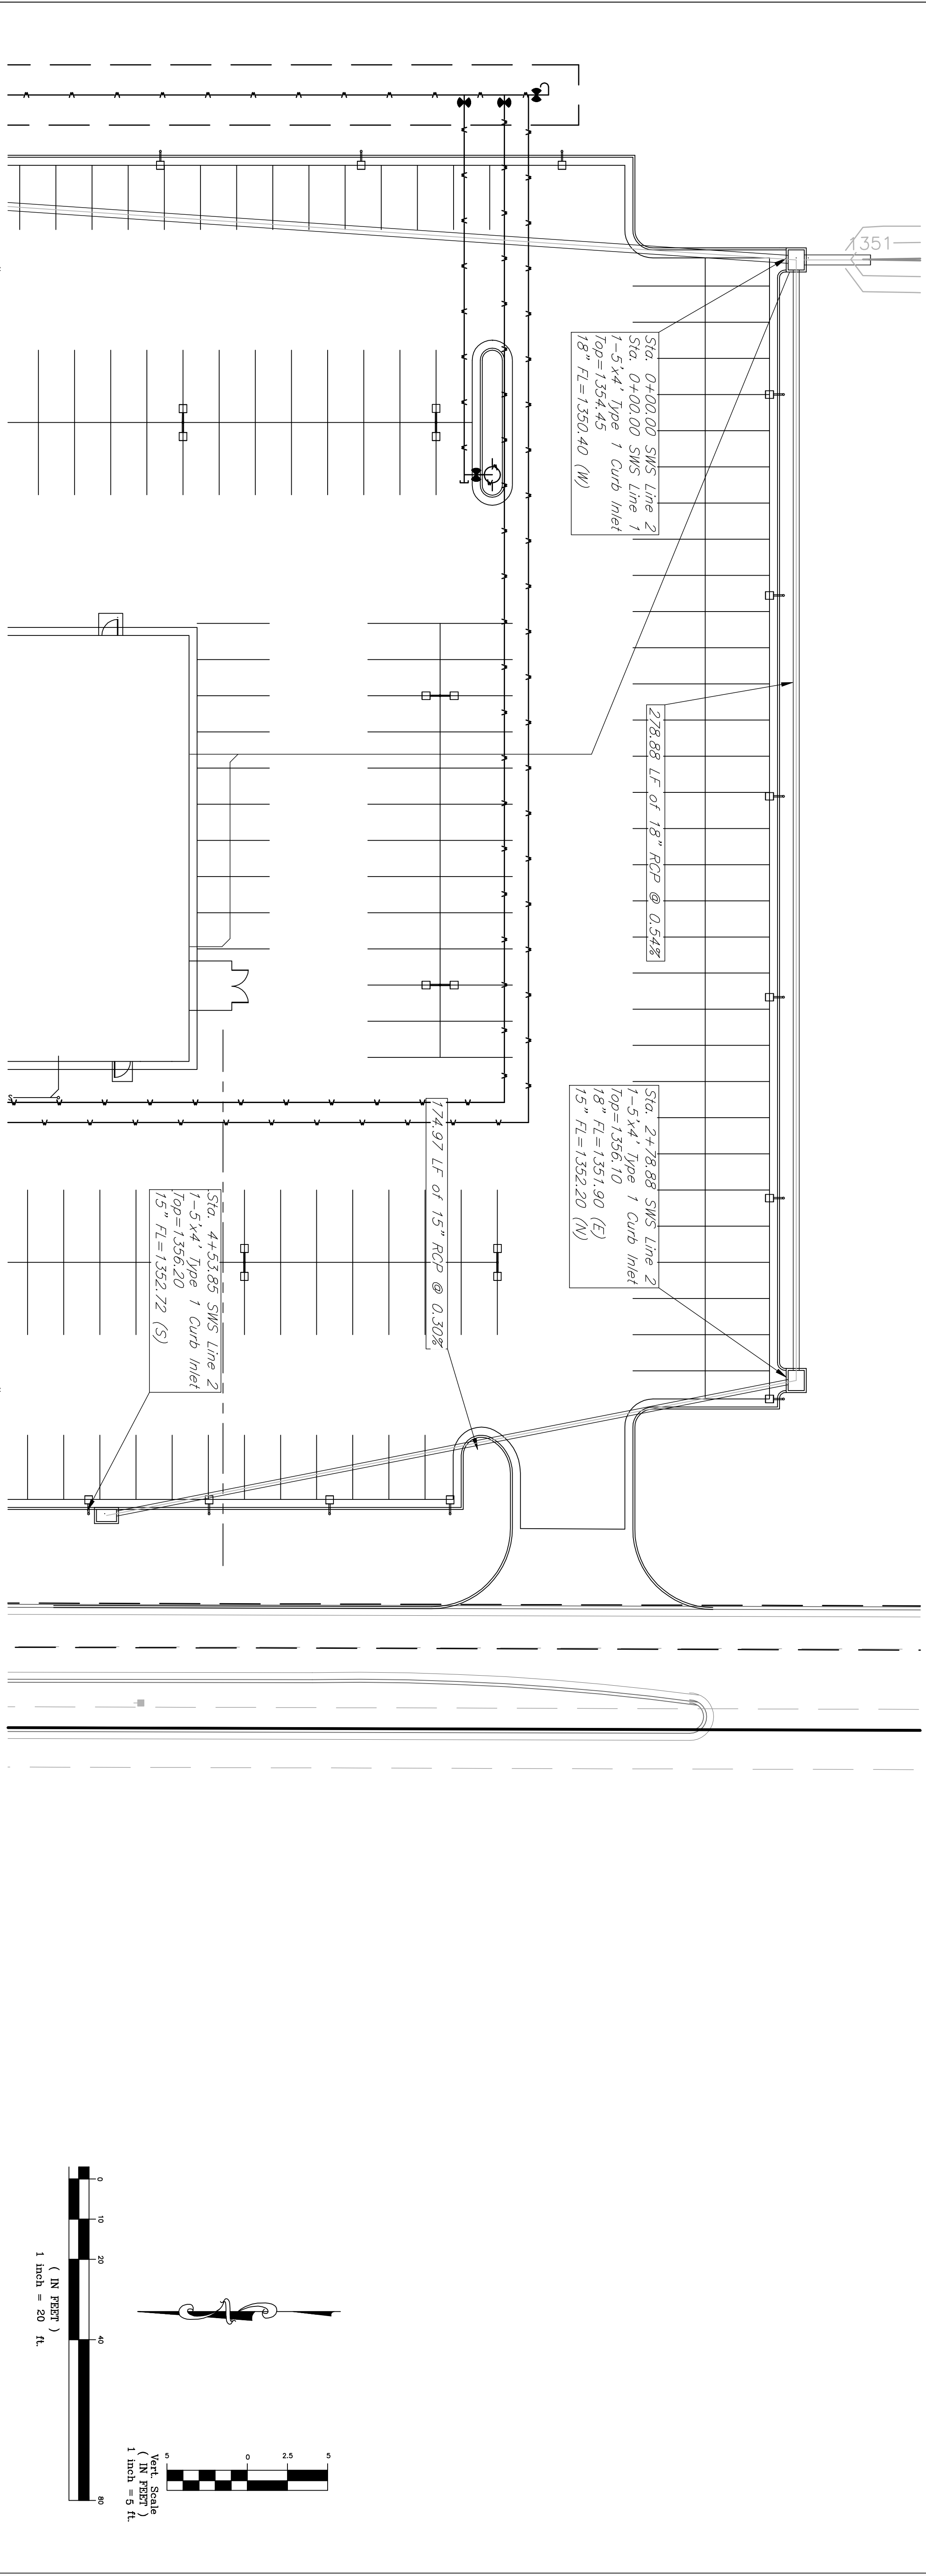 1351
Sta. 0+00.00 SWS Line 2
Sta. 0+00.00 SWS Line 1
1-5'x4' Type 1 Curb Inlet
Top=1354.45
18" FL=1350.40 (W)
278.88 LF of 18" RCP @ 0.54%
Sta. 2+78.88 SWS Line 2
1-5'x4' Type 1 Curb Inlet
Top=1356.10
18" FL=1351.90 (E)
15" FL=1352.20 (N)
174.97 LF of 15" RCP @ 0.30%
Sta. 4+53.85 SWS Line 2
1-5'x4' Type 1 Curb Inlet
Top=1356.20
15" FL=1352.72 (S)
S
0 10 20 40 80
( IN FEET )
1 inch = 20 ft.
5 0 2.5 5
Vert. Scale
( IN FEET )
1 inch = 5 ft.